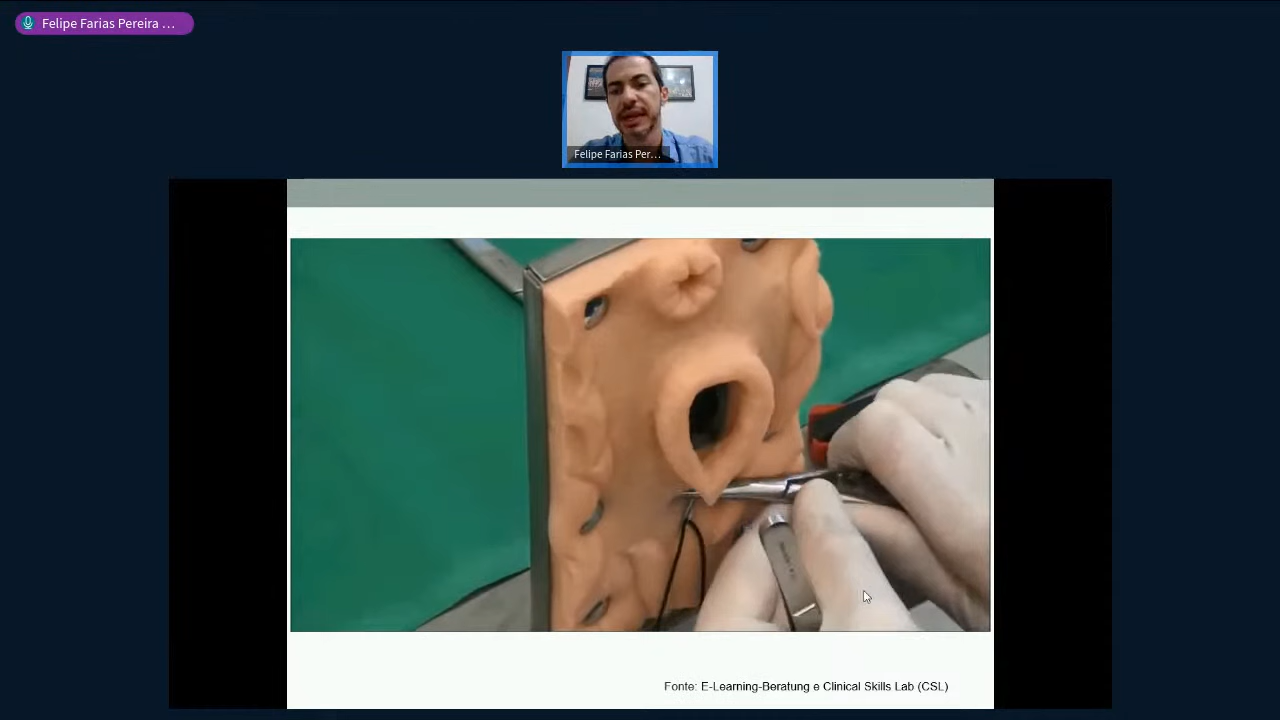 Felipe Farias Pereira ...
Felipe Farias Per...
Fonte: E-Learning-Beratung e Clinical Skills Lab (CSL)